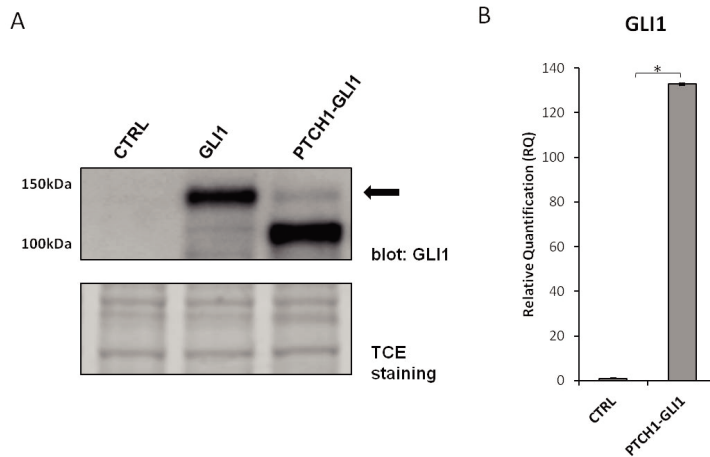 A
CTRL
GLI1
PTCH1-GLI1
150kDa
100kDa
blot: GLI1
TCE
staining
B
GLI1
*
Relative Quantification (RQ)
140
120
100
80
60
40
20
0
CTRL
PTCH1-GLI1